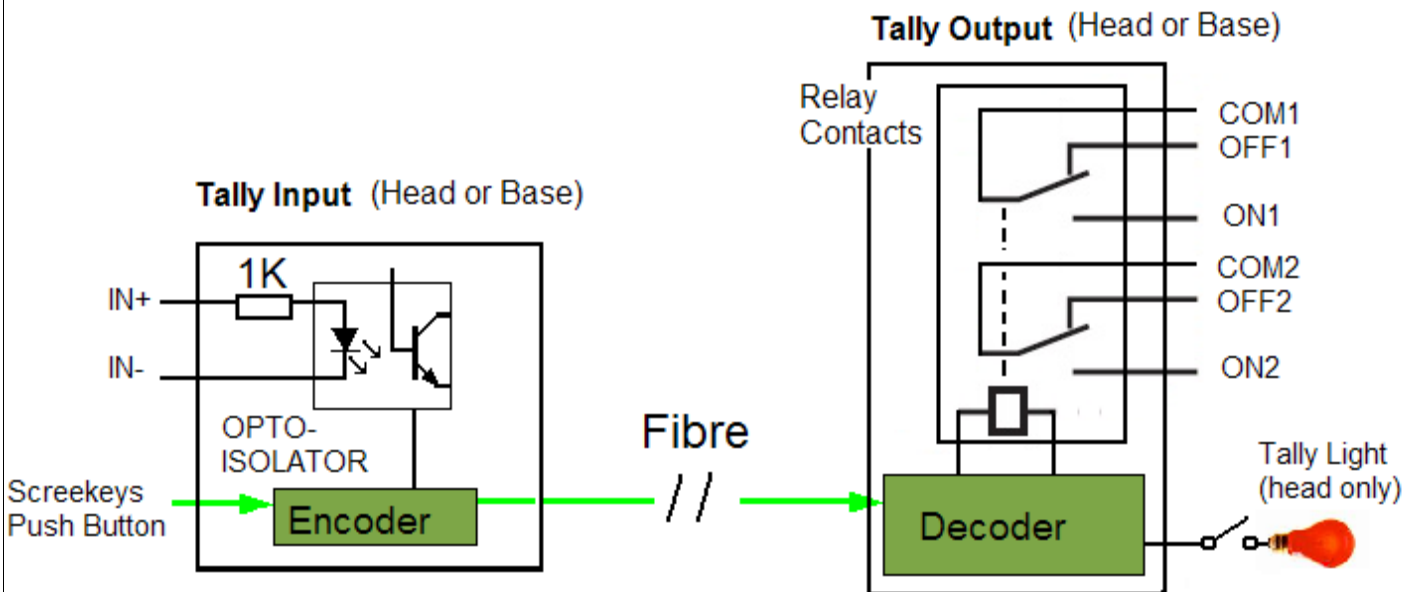 Tally Output (Head or Base)
Relay
Contacts
COM1
OFF1
ON1
COM2
OFF2
ON2
Tally Input (Head or Base)
1K
IN+
IN-
OPTO-
ISOLATOR
Screekeys
Push Button
Encoder
Fibre
Decoder
Tally Light
(head only)